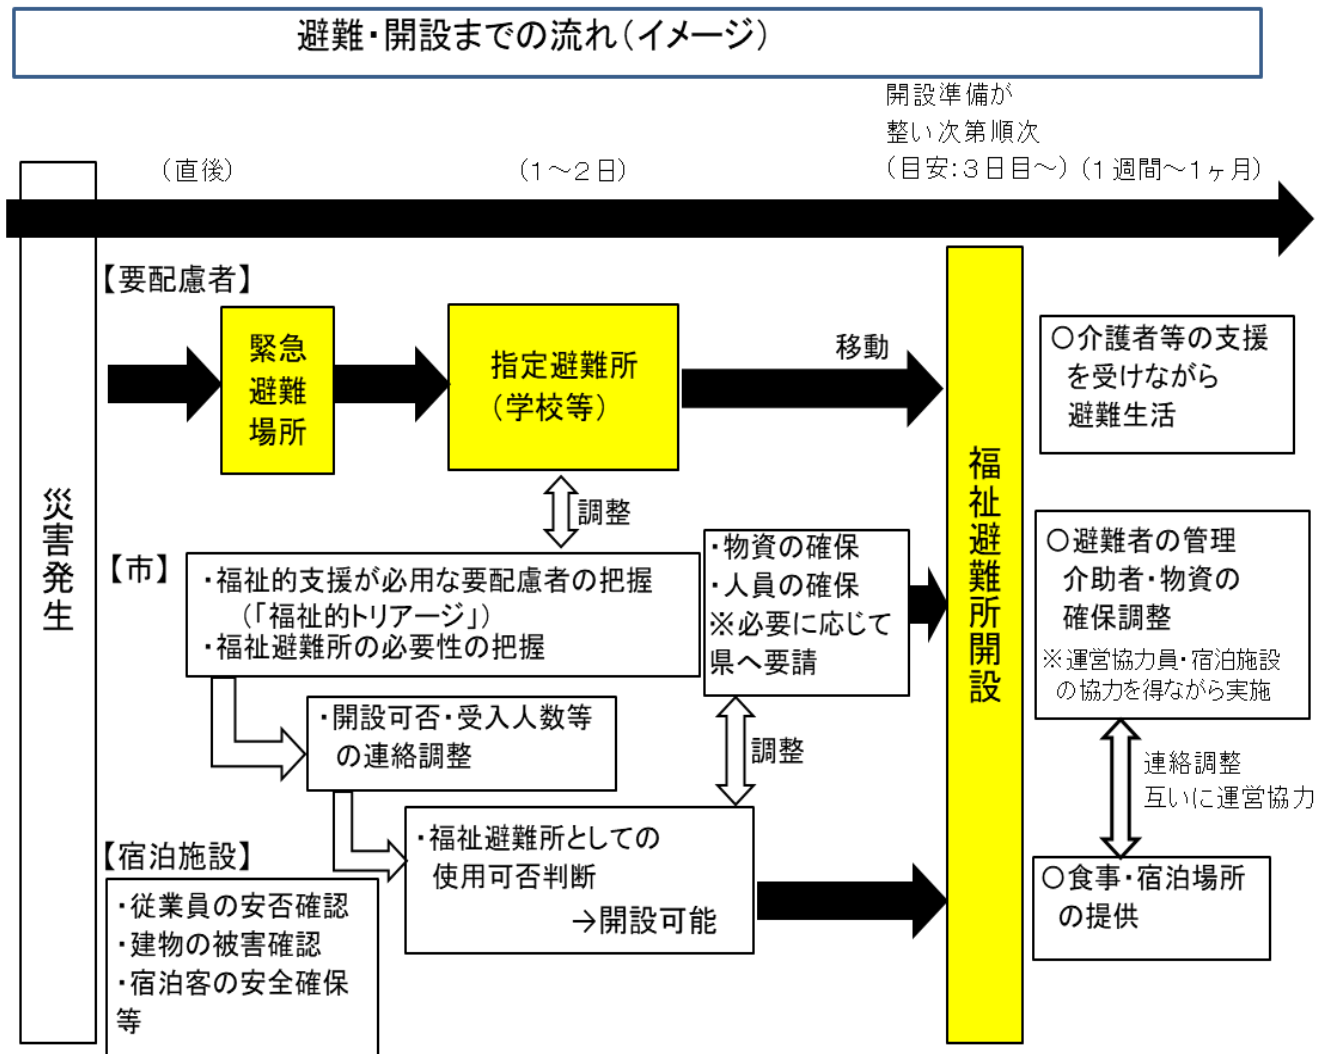 避難・開設までの流れ（イメージ）
開設準備が
整い次第順次
（直後）
（1～2日）
（目安：3日目～）
（1週間～1ヶ月）
災害発生
【要配慮者】
緊急
避難
場所
指定避難所
（学校等）
移動
福祉避難所開設
○介護者等の支援
を受けながら
避難生活
調整
【市】
・福祉的支援が必用な要配慮者の把握
（「福祉的トリアージ」）
・福祉避難所の必要性の把握
・物資の確保
・人員の確保
※必要に応じて
県へ要請
○避難者の管理
介助者・物資の
確保調整
※運営協力員・宿泊施設
の協力を得ながら実施
・開設可否・受入人数等
の連絡調整
調整
連絡調整
互いに運営協力
【宿泊施設】
・従業員の安否確認
・建物の被害確認
・宿泊客の安全確保
等
・福祉避難所としての
使用可否判断
→開設可能
○食事・宿泊場所
の提供